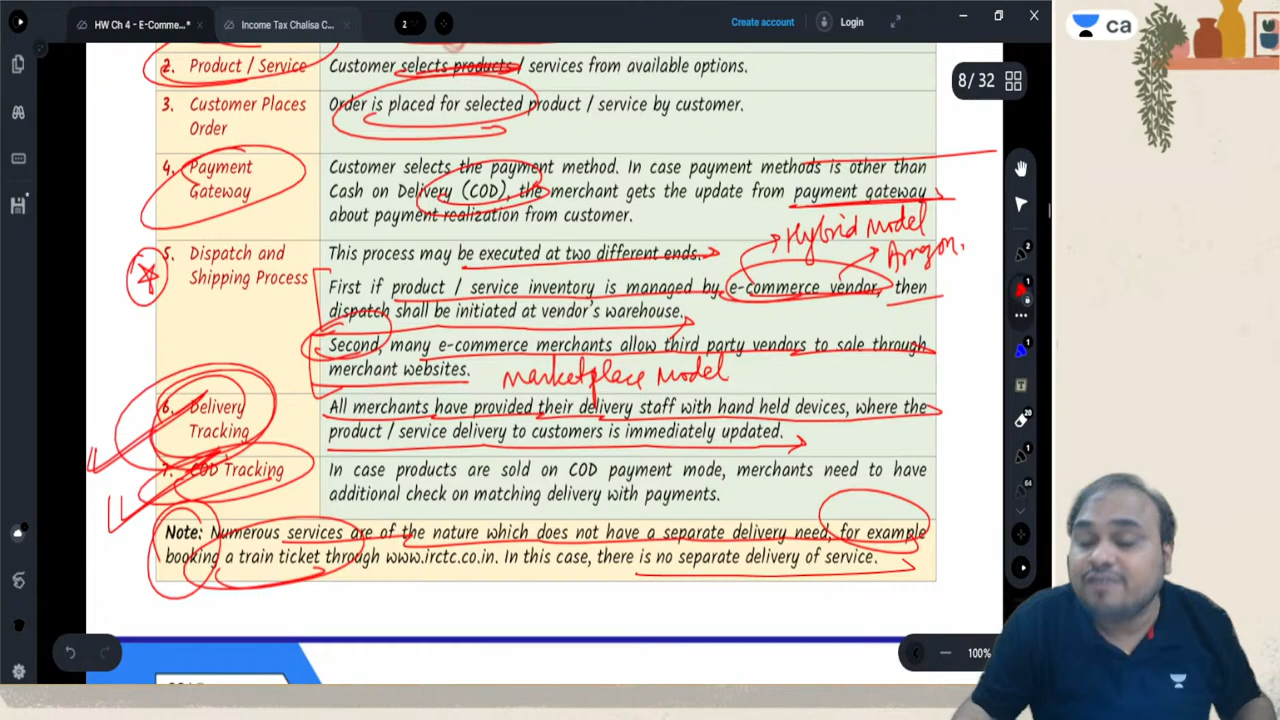 HW Ch 4 - E-Comme...*
Income Tax Chalisa C...
2
Create account
Login
ca
8/32
2. Product / Service
Customer selects products / services from available options.
3. Customer Places Order
Order is placed for selected product / service by customer.
4. Payment Gateway
Customer selects the payment method. In case payment methods is other than
Cash on Delivery (COD), the merchant gets the update from payment gateway
about payment realization from customer.
Hybrid Model
Amazon.
5. Dispatch and
Shipping Process
This process may be executed at two different ends.
First if product / service inventory is managed by e-commerce vendor, then
dispatch shall be initiated at vendor's warehouse.
Second, many e-commerce merchants allow third party vendors to sale through
merchant websites.
Marketplace Model
6. Delivery
Tracking
All merchants have provided their delivery staff with hand held devices, where the
product / service delivery to customers is immediately updated.
7. COD Tracking
In case products are sold on COD payment mode, merchants need to have
additional check on matching delivery with payments.
Note: Numerous services are of the nature which does not have a separate delivery need, for example
booking a train ticket through www.irctc.co.in. In this case, there is no separate delivery of service.
100%